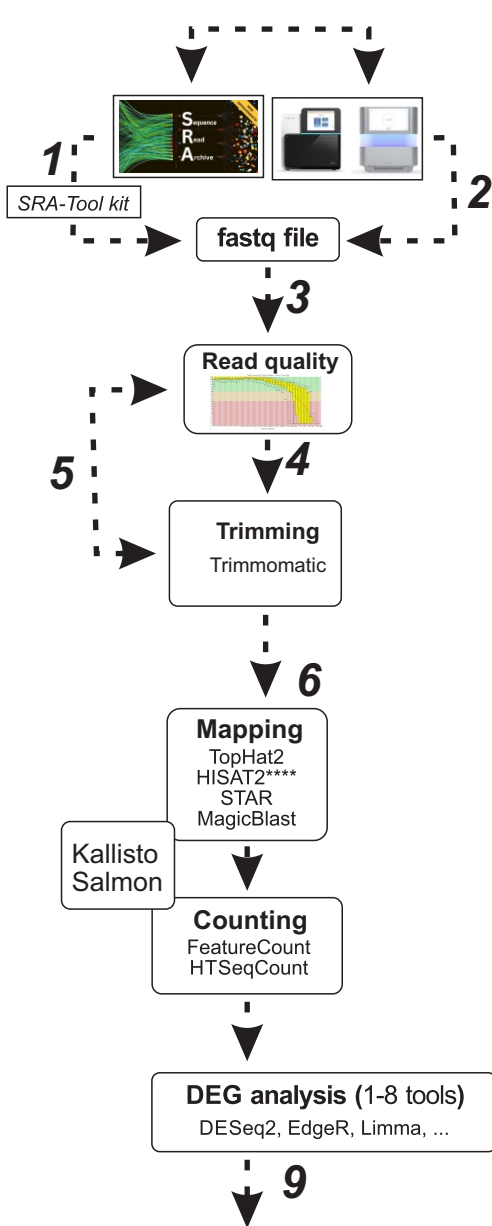 Sequence
Read
Archive
1
2
SRA-Tool kit
fastq file
3
Read quality
4
5
Trimming
Trimmomatic
6
Mapping
TopHat2
HISAT2****
STAR
MagicBlast
Kallisto
Salmon
Counting
FeatureCount
HTSeqCount
DEG analysis (1-8 tools)
DESeq2, EdgeR, Limma, ...
9